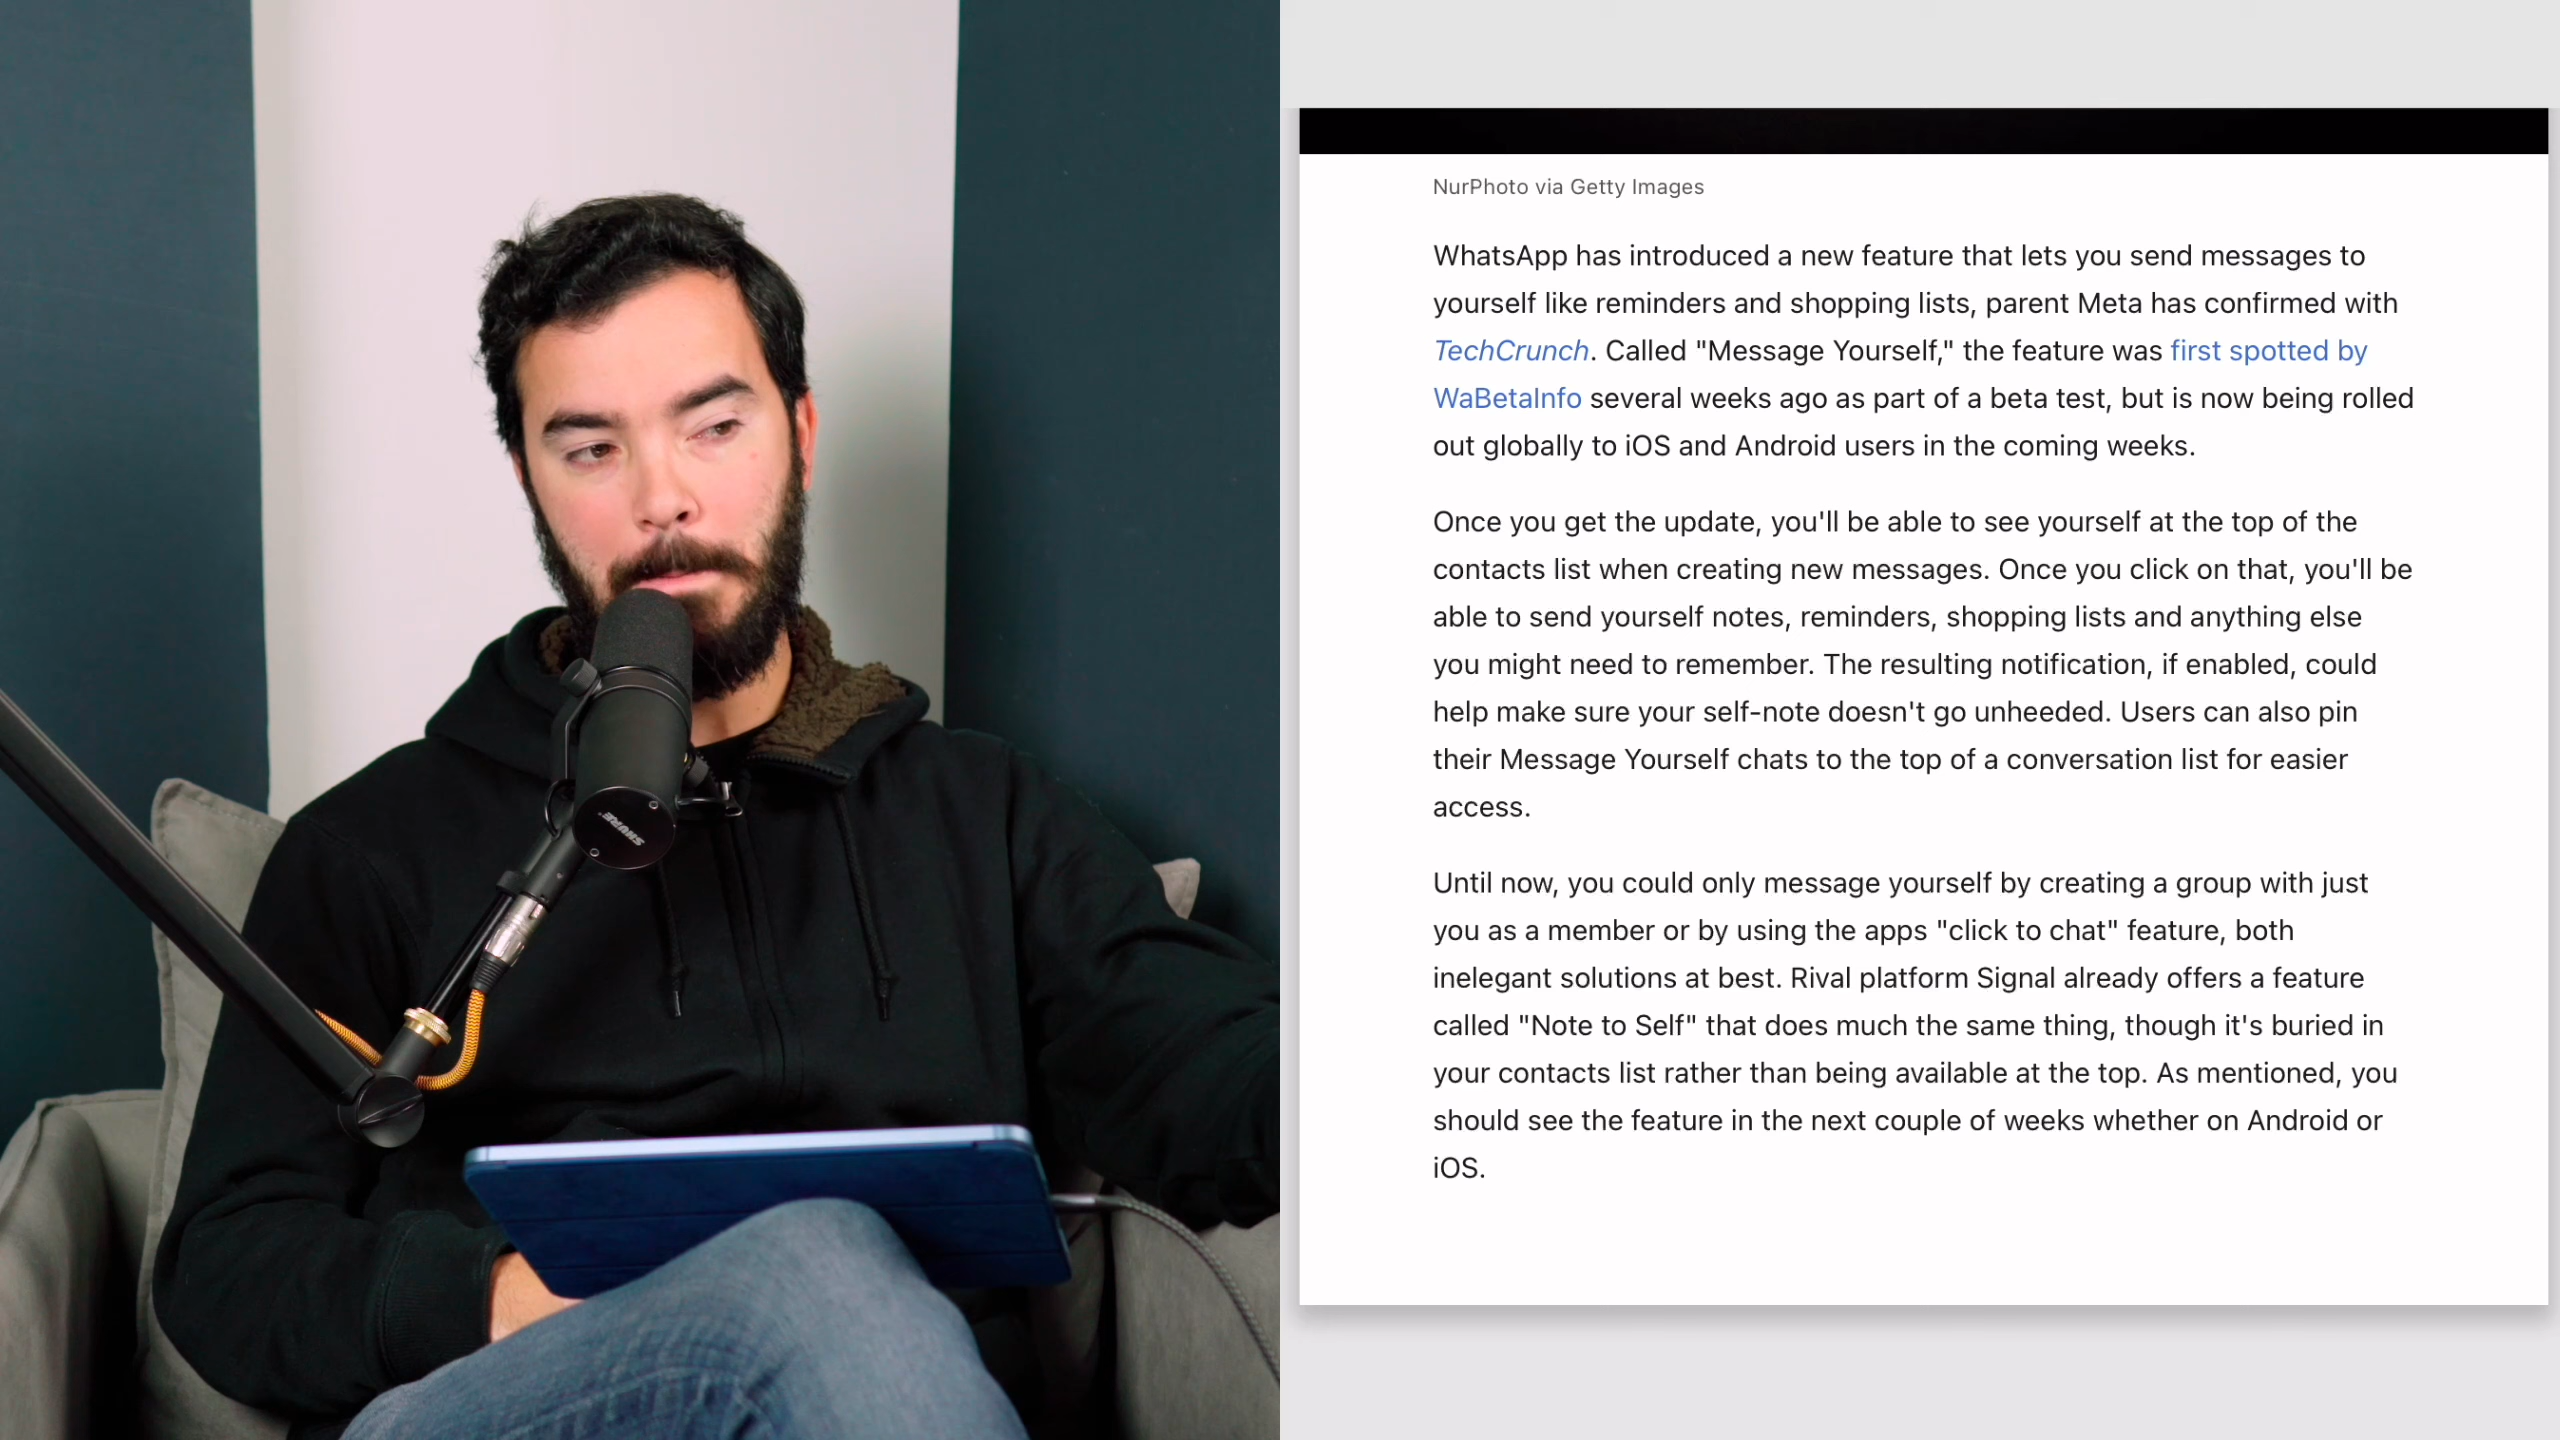 NurPhoto via Getty Images
WhatsApp has introduced a new feature that lets you send messages to
yourself like reminders and shopping lists, parent Meta has confirmed with
TechCrunch. Called "Message Yourself," the feature was first spotted by
WaBetaInfo several weeks ago as part of a beta test, but is now being rolled
out globally to iOS and Android users in the coming weeks.
Once you get the update, you'll be able to see yourself at the top of the
contacts list when creating new messages. Once you click on that, you'll be
able to send yourself notes, reminders, shopping lists and anything else
you might need to remember. The resulting notification, if enabled, could
help make sure your self-note doesn't go unheeded. Users can also pin
their Message Yourself chats to the top of a conversation list for easier
access.
Until now, you could only message yourself by creating a group with just
you as a member or by using the apps "click to chat" feature, both
inelegant solutions at best. Rival platform Signal already offers a feature
called "Note to Self" that does much the same thing, though it's buried in
your contacts list rather than being available at the top. As mentioned, you
should see the feature in the next couple of weeks whether on Android or
iOS.
SHURE